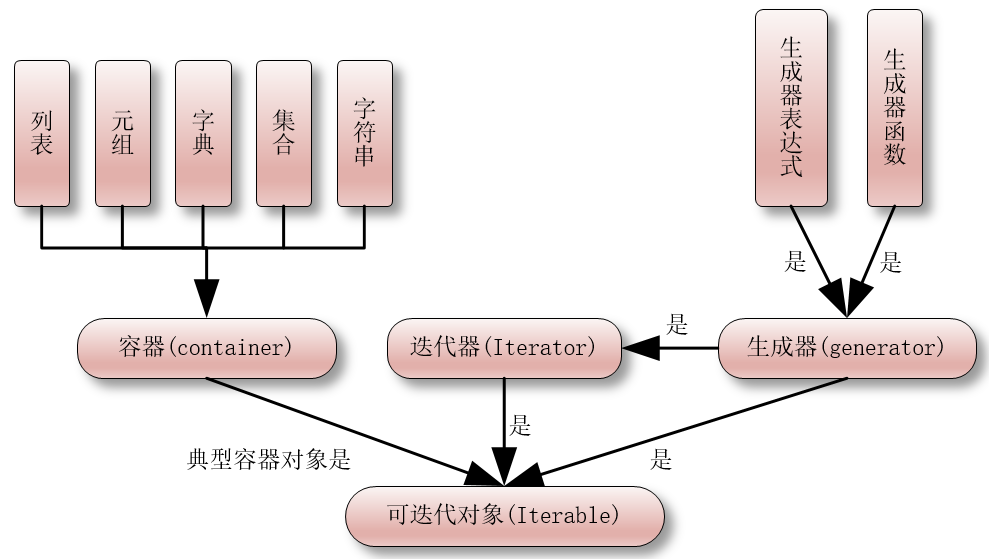 列表
元组
字典
集合
字符串
生成器表达式
生成器函数
是
是
容器(container)
迭代器(Iterator)
是
生成器(generator)
典型容器对象是
是
是
可迭代对象(Iterable)